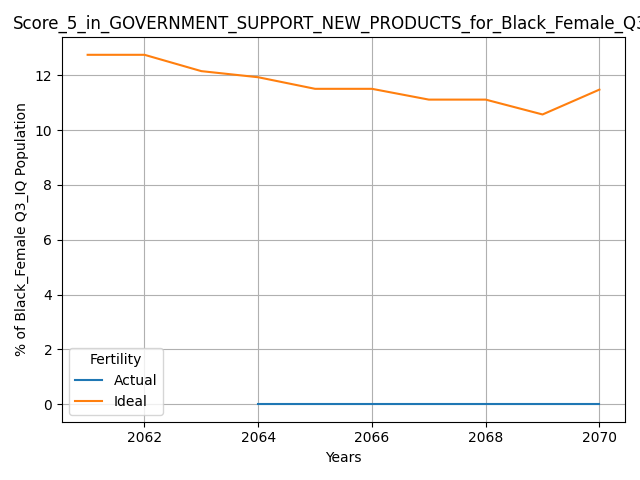 Score_5_in_GOVERNMENT_SUPPORT_NEW_PRODUCTS_for_Black_Female_Q3
% of Black_Female Q3_IQ Population
12
10
8
6
4
2
0
Fertility
Actual
Ideal
2062 2064 2066 2068 2070
Years